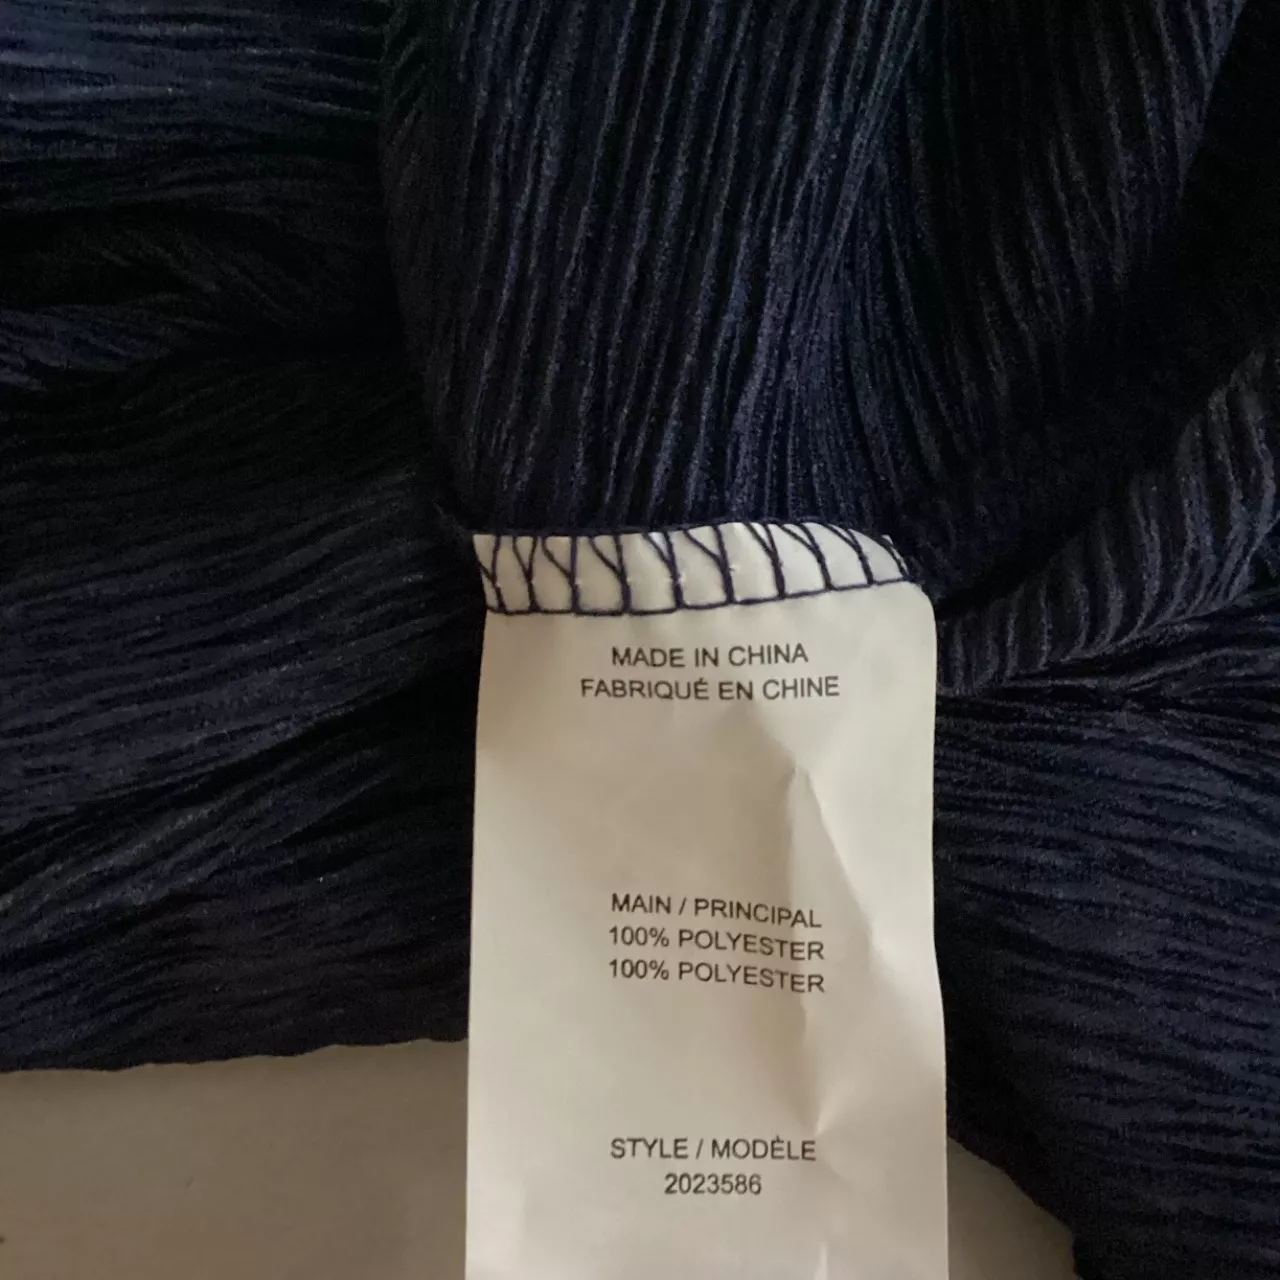 MADE IN CHINA
FABRIQUÉ EN CHINE
MAIN / PRINCIPAL
100% POLYESTER
100% POLYESTER
STYLE / MODÈLE
2023586